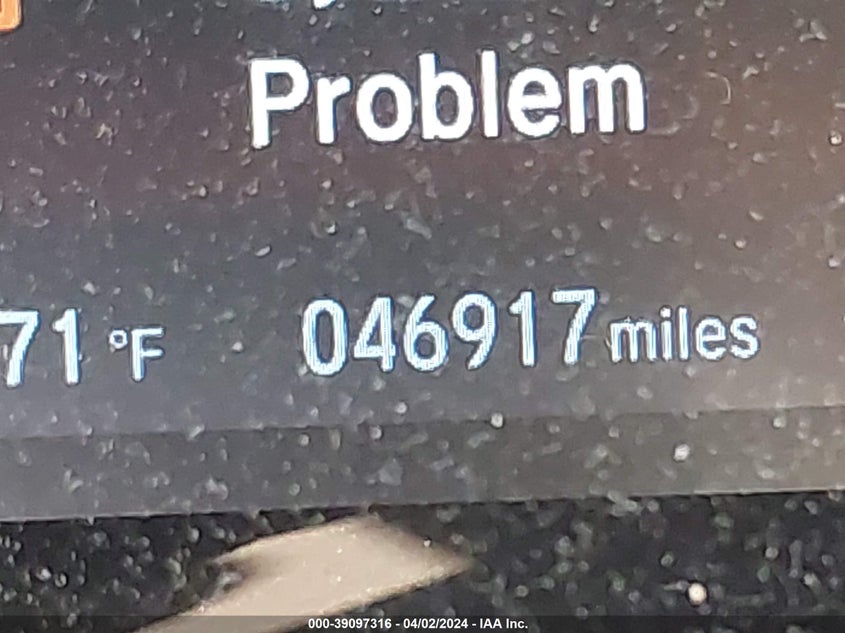 Problem
71 °F 046917 miles
000-39097316 - 04/02/2024 - IAA Inc.